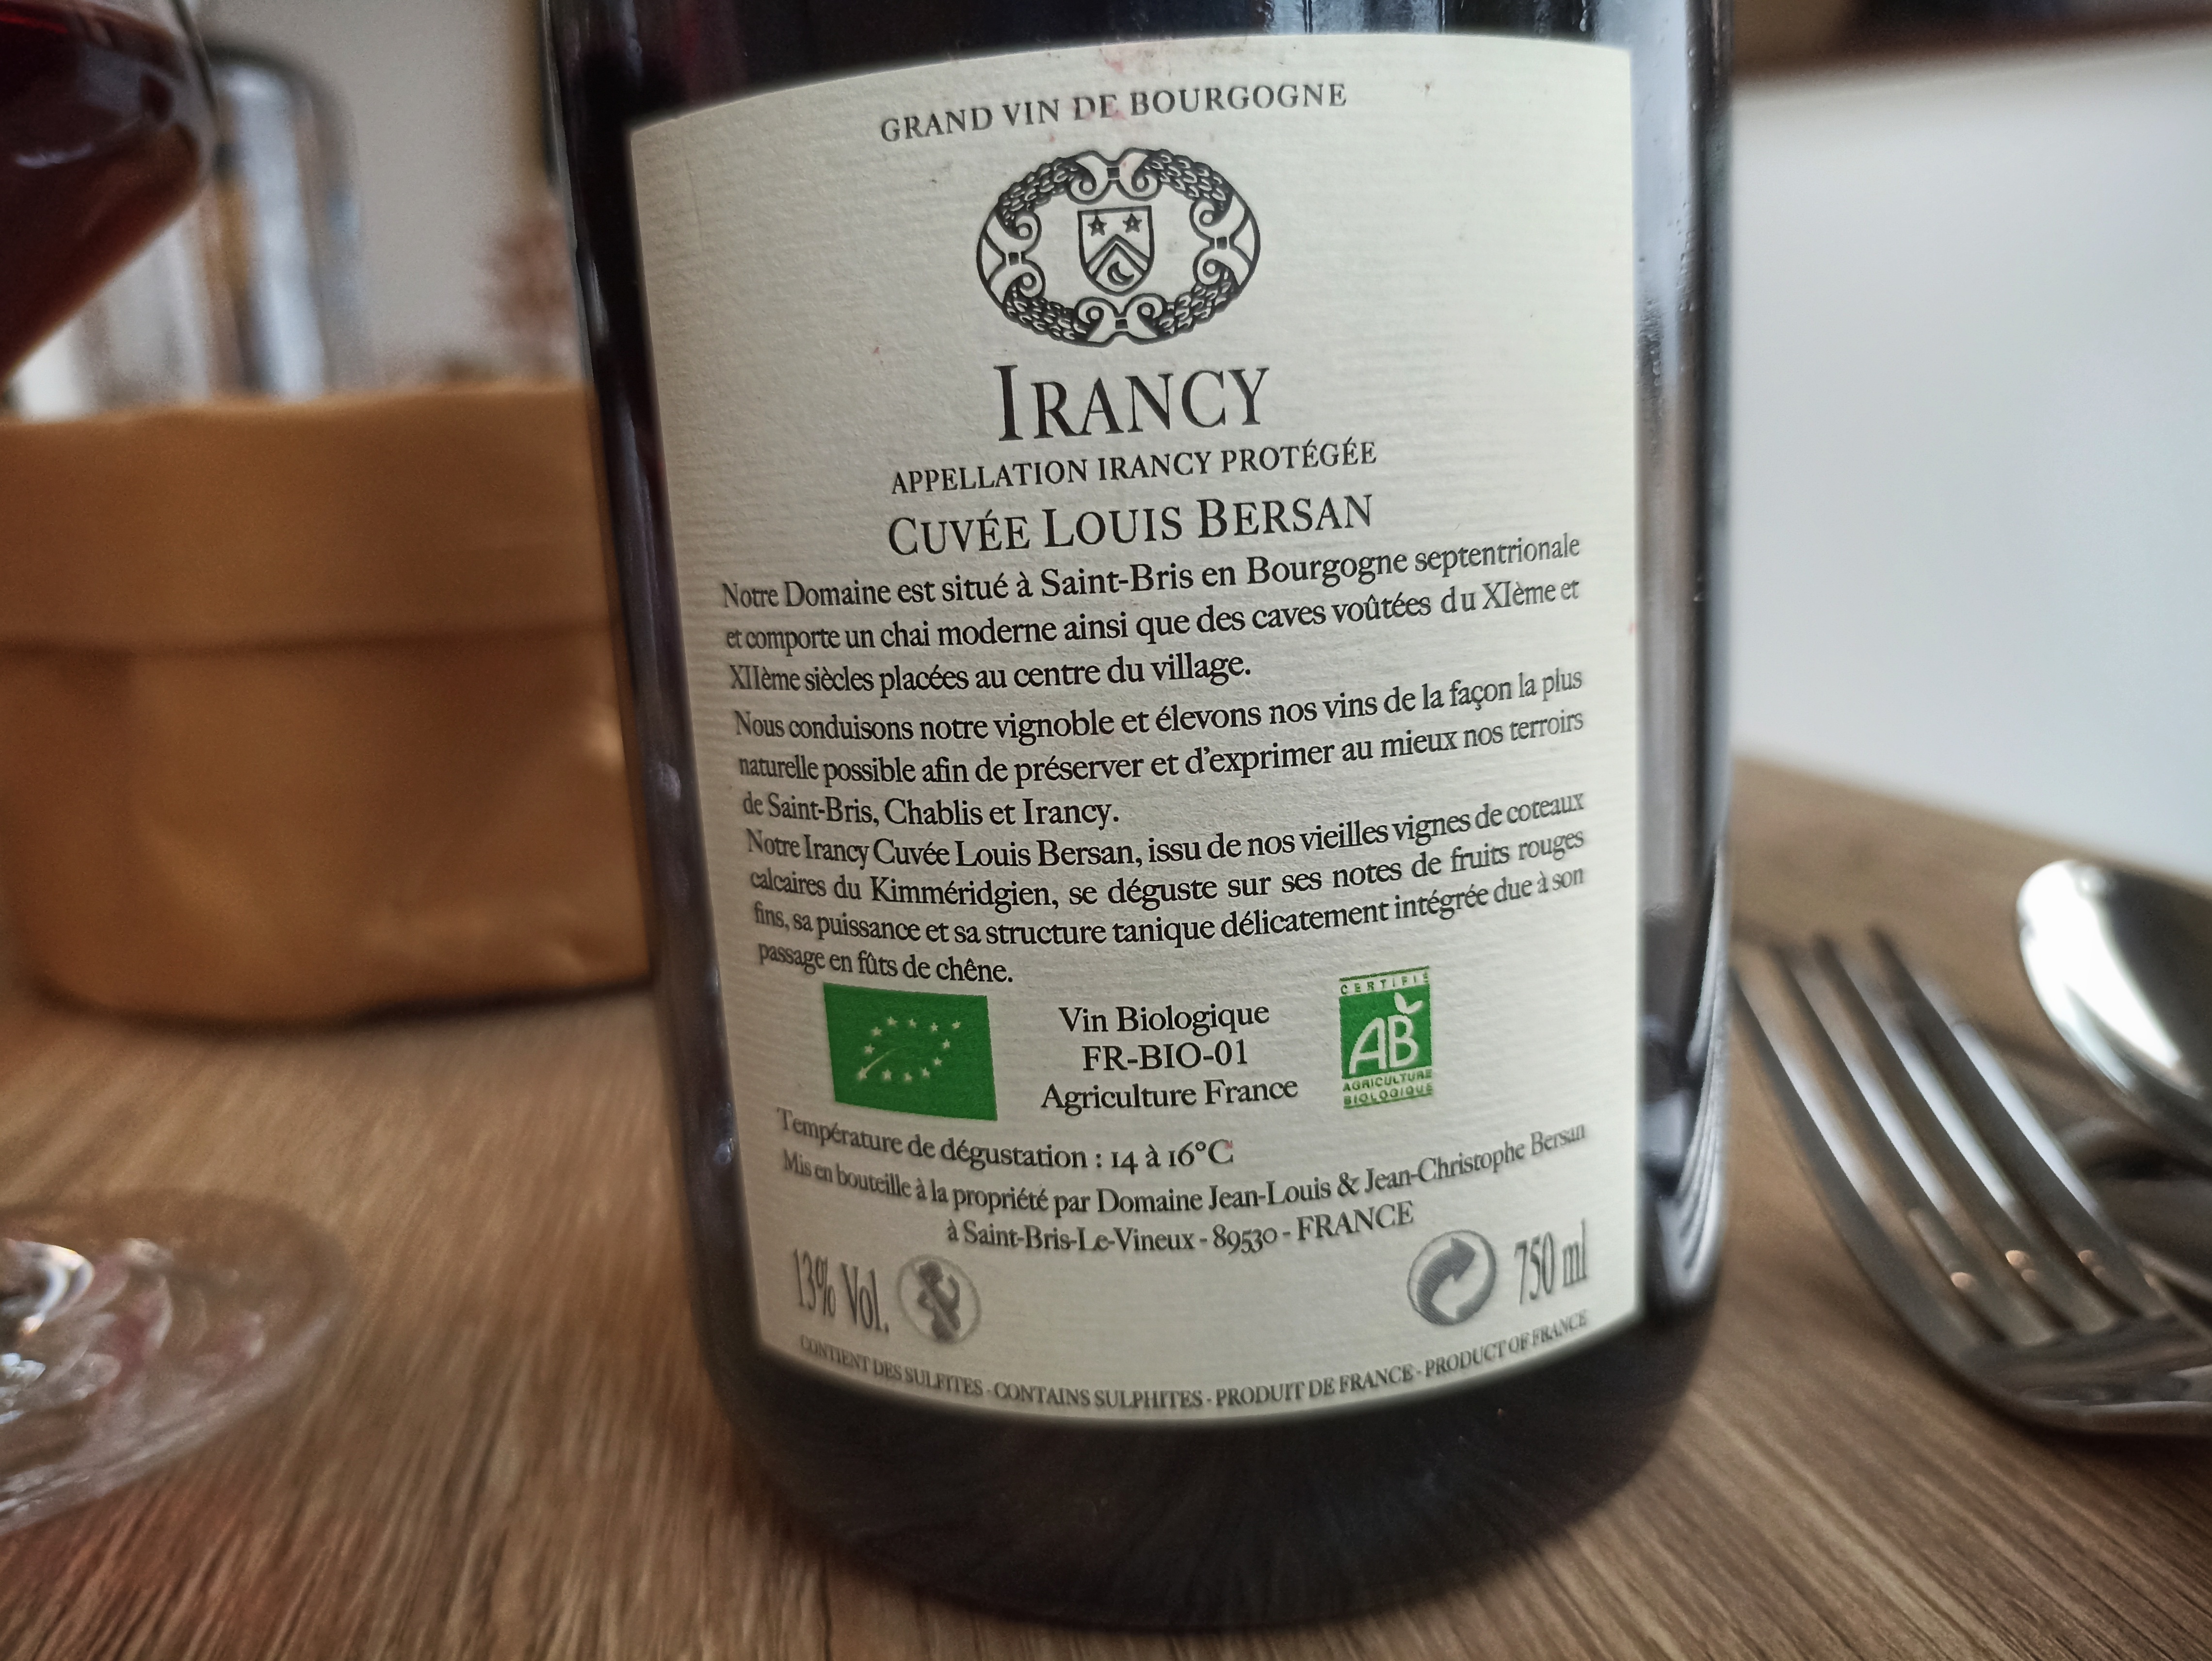 GRAND VIN DE BOURGOGNE
IRANCY
APPELLATION IRANCY PROTÉGÉE
CUVÉE LOUIS BERSAN
Notre Domaine est situé à Saint-Bris en Bourgogne septentrionale
et comporte un chai moderne ainsi que des caves voûtées du XIème et
XIIème siècles placées au centre du village.
Nous conduisons notre vignoble et élevons nos vins de la façon la plus
naturelle possible afin de préserver et d'exprimer au mieux nos terroirs
de Saint-Bris, Chablis et Irancy.
Notre Irancy Cuvée Louis Bersan, issu de nos vieilles vignes de coteaux
calcaires du Kimméridgien, se déguste sur ses notes de fruits rouges
fins, sa puissance et sa structure tanique délicatement intégrée due à son
passage en fûts de chêne.
Vin Biologique
FR-BIO-01
Agriculture France
CERTIFIÉ
AB
AGRICULTURE
BIOLOGIQUE
Température de dégustation : 14 à 16°C
Mis en bouteille à la propriété par Domaine Jean-Louis & Jean-Christophe Bersan
à Saint-Bris-Le-Vineux - 89530 - FRANCE
13% Vol.
750 ml
CONTIENT DES SULFITES - CONTAINS SULPHITES - PRODUIT DE FRANCE - PRODUCT OF FRANCE